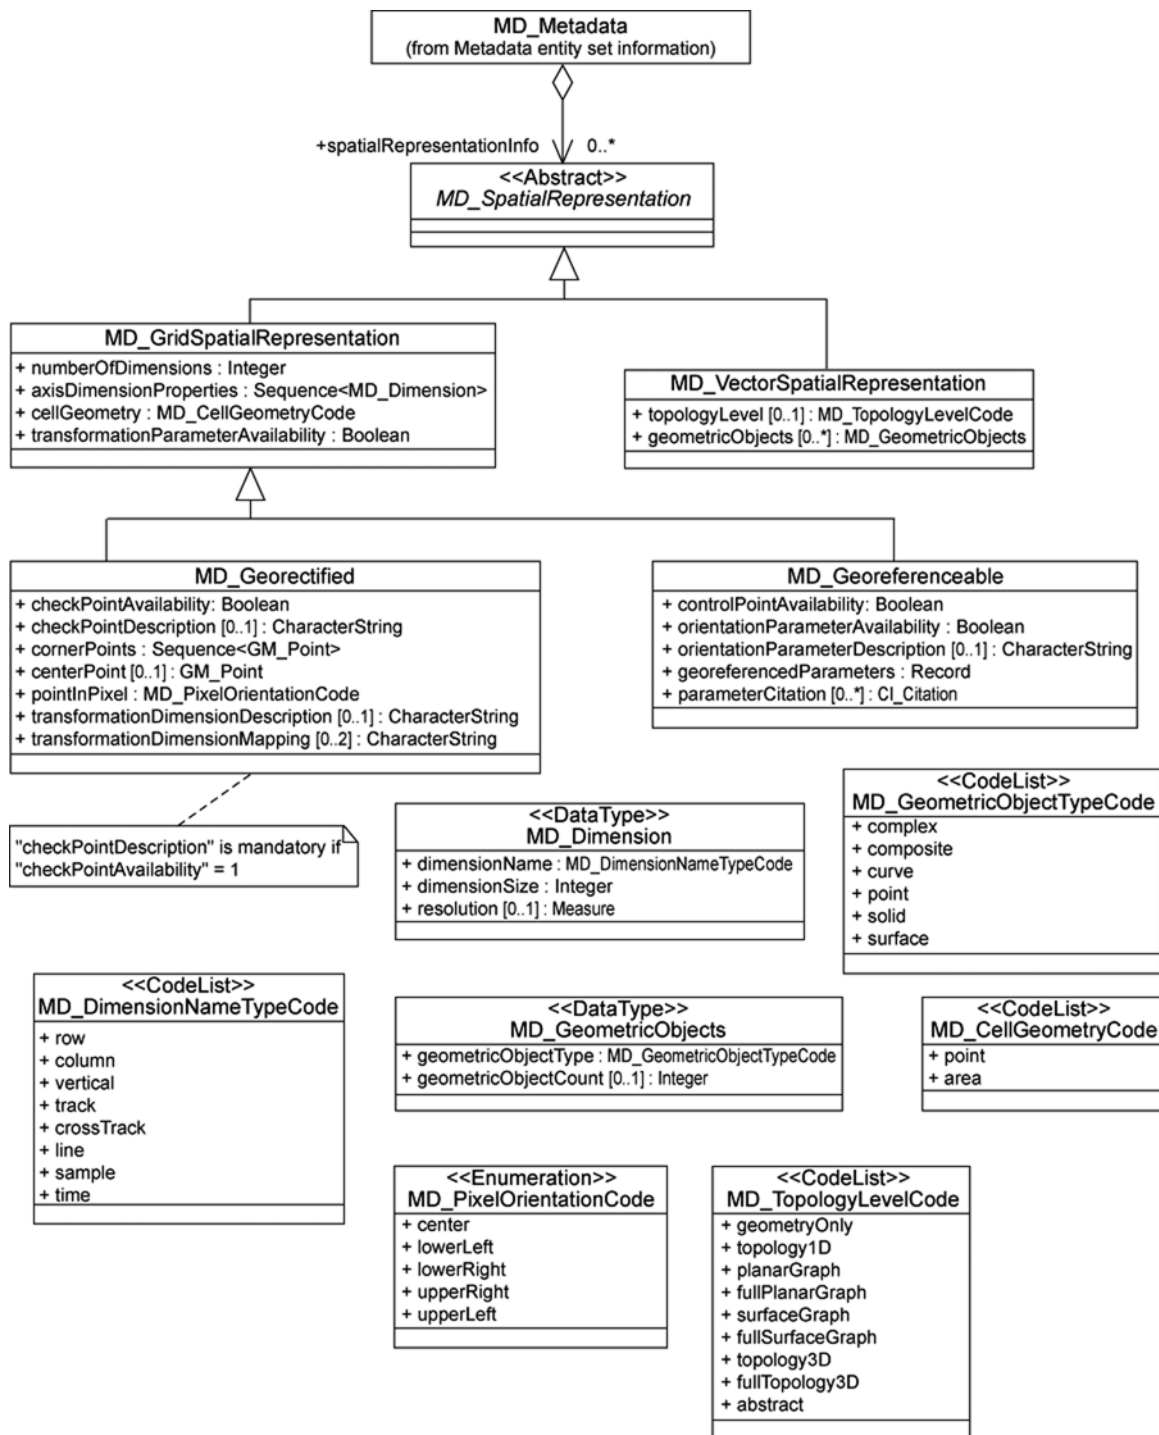 MD_Metadata
(from Metadata entity set information)
+spatialRepresentationInfo 0..*
<<Abstract>>
MD_SpatialRepresentation
MD_GridSpatialRepresentation
+ numberOfDimensions : Integer
+ axisDimensionProperties : Sequence<MD_Dimension>
+ cellGeometry : MD_CellGeometryCode
+ transformationParameterAvailability : Boolean
MD_VectorSpatialRepresentation
+ topologyLevel [0..1] : MD_TopologyLevelCode
+ geometricObjects [0..*] : MD_GeometricObjects
MD_Georectified
+ checkPointAvailability: Boolean
+ checkPointDescription [0..1] : CharacterString
+ cornerPoints : Sequence<GM_Point>
+ centerPoint [0..1] : GM_Point
+ pointInPixel : MD_PixelOrientationCode
+ transformationDimensionDescription [0..1] : CharacterString
+ transformationDimensionMapping [0..2] : CharacterString
MD_Georeferenceable
+ controlPointAvailability: Boolean
+ orientationParameterAvailability : Boolean
+ orientationParameterDescription [0..1] : CharacterString
+ georeferencedParameters : Record
+ parameterCitation [0..*] : CI_Citation
"checkPointDescription" is mandatory if
"checkPointAvailability" = 1
<<DataType>>
MD_Dimension
+ dimensionName : MD_DimensionNameTypeCode
+ dimensionSize : Integer
+ resolution [0..1] : Measure
<<CodeList>>
MD_GeometricObjectTypeCode
+ complex
+ composite
+ curve
+ point
+ solid
+ surface
<<CodeList>>
MD_DimensionNameTypeCode
+ row
+ column
+ vertical
+ track
+ crossTrack
+ line
+ sample
+ time
<<DataType>>
MD_GeometricObjects
+ geometricObjectType : MD_GeometricObjectTypeCode
+ geometricObjectCount [0..1] : Integer
<<CodeList>>
MD_CellGeometryCode
+ point
+ area
<<Enumeration>>
MD_PixelOrientationCode
+ center
+ lowerLeft
+ lowerRight
+ upperRight
+ upperLeft
<<CodeList>>
MD_TopologyLevelCode
+ geometryOnly
+ topology1D
+ planarGraph
+ fullPlanarGraph
+ surfaceGraph
+ fullSurfaceGraph
+ topology3D
+ fullTopology3D
+ abstract